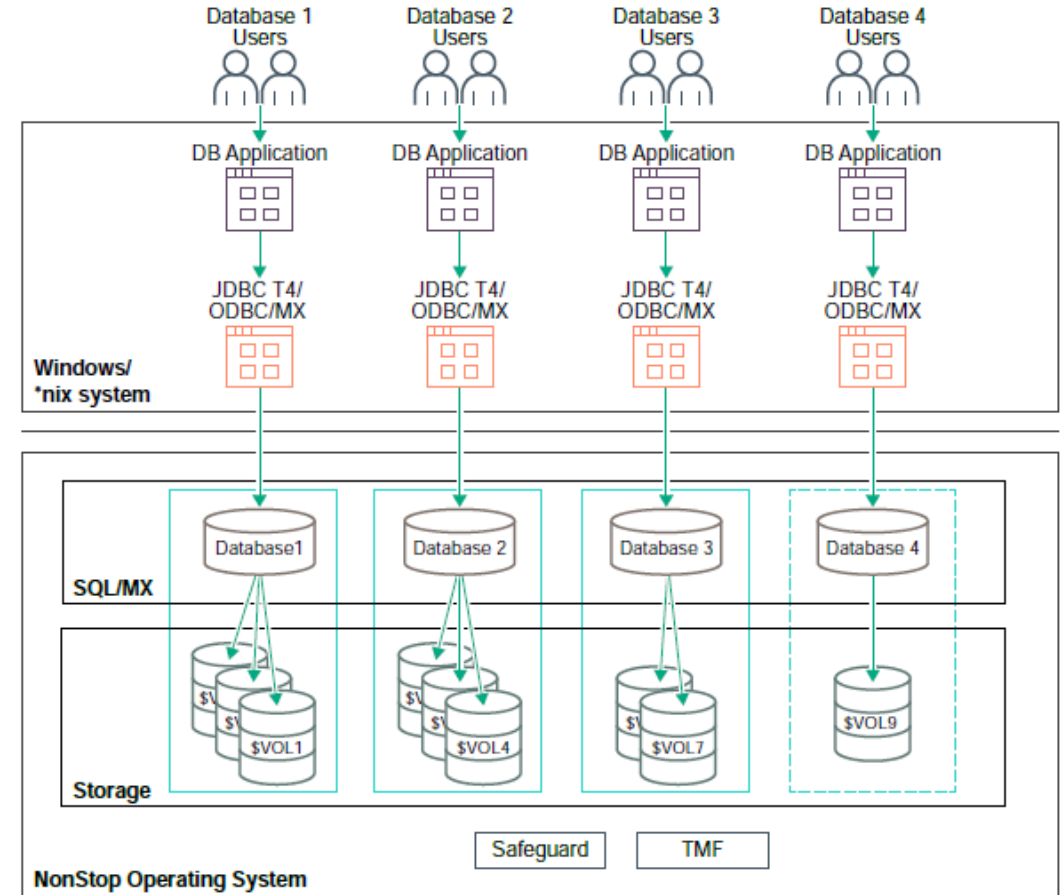 Database 1
Users
Database 2
Users
Database 3
Users
Database 4
Users
DB Application
DB Application
DB Application
DB Application
JDBC T4/
ODBC/MX
JDBC T4/
ODBC/MX
JDBC T4/
ODBC/MX
JDBC T4/
ODBC/MX
Windows/
*nix system
Database1
Database 2
Database 3
Database 4
SQL/MX
$VOL1
$VOL4
$VOL7
$VOL9
Storage
Safeguard
TMF
NonStop Operating System